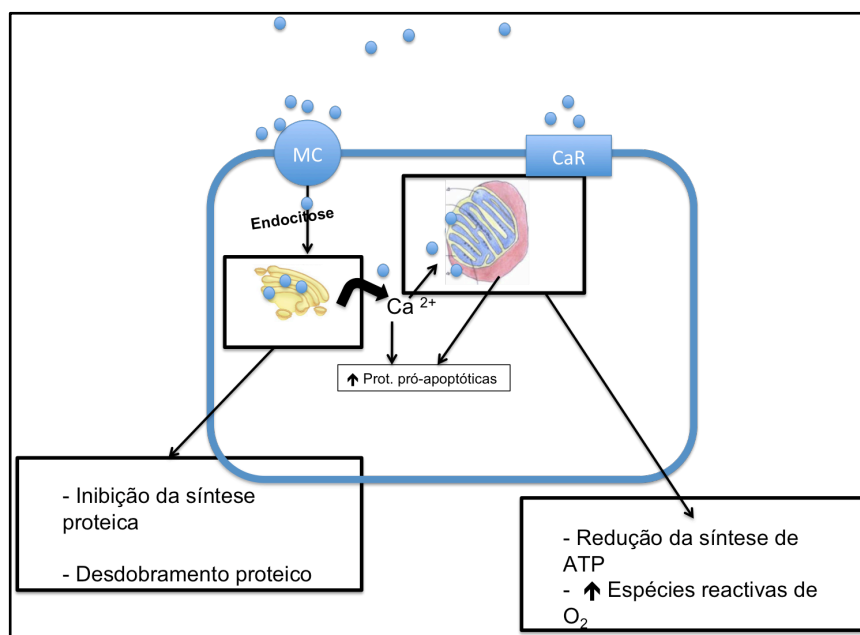 MC
CaR
Endocitose
Ca 2+
↑ Prot. pró-apoptóticas
- Inibição da síntese
proteica
- Desdobramento proteico
- Redução da síntese de
ATP
- ↑ Espécies reactivas de
O2